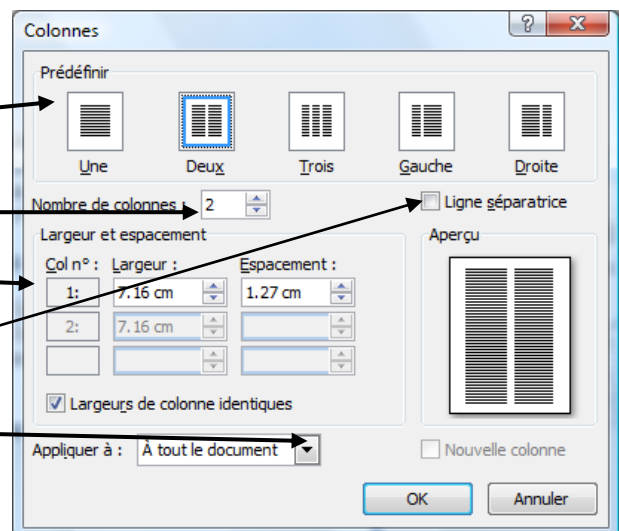 Colonnes
Prédéfinir
Une Deux Trois Gauche Droite
Nombre de colonnes : 2 Ligne séparatrice
Largeur et espacement Aperçu
Col n° : Largeur : Espacement :
1: 7.16 cm 1.27 cm
2: 7.16 cm
Largeurs de colonne identiques
Appliquer à : À tout le document Nouvelle colonne
OK Annuler